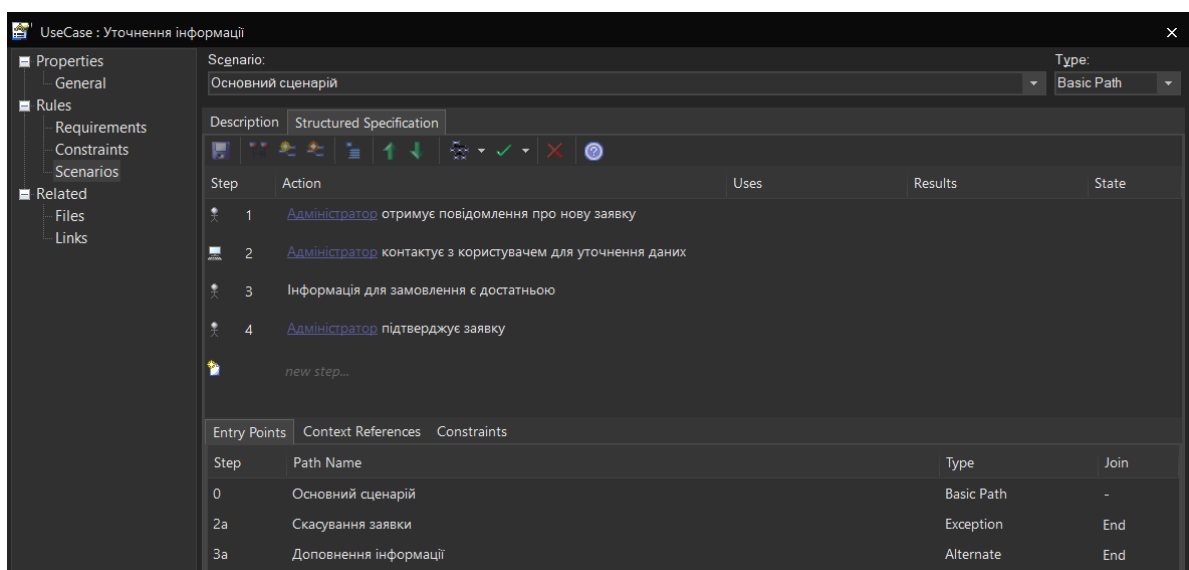 UseCase : Уточнення інформації
Properties
General
Rules
Requirements
Constraints
Scenarios
Related
Files
Links
Scenario: Type:
Основний сценарій Basic Path
Description Structured Specification
Step Action Uses Results State
1 Адміністратор отримує повідомлення про нову заявку
2 Адміністратор контактує з користувачем для уточнення даних
3 Інформація для замовлення є достатньою
4 Адміністратор підтверджує заявку
new step...
Entry Points Context References Constraints
Step Path Name Type Join
0 Основний сценарій Basic Path -
2a Скасування заявки Exception End
3a Доповнення інформації Alternate End